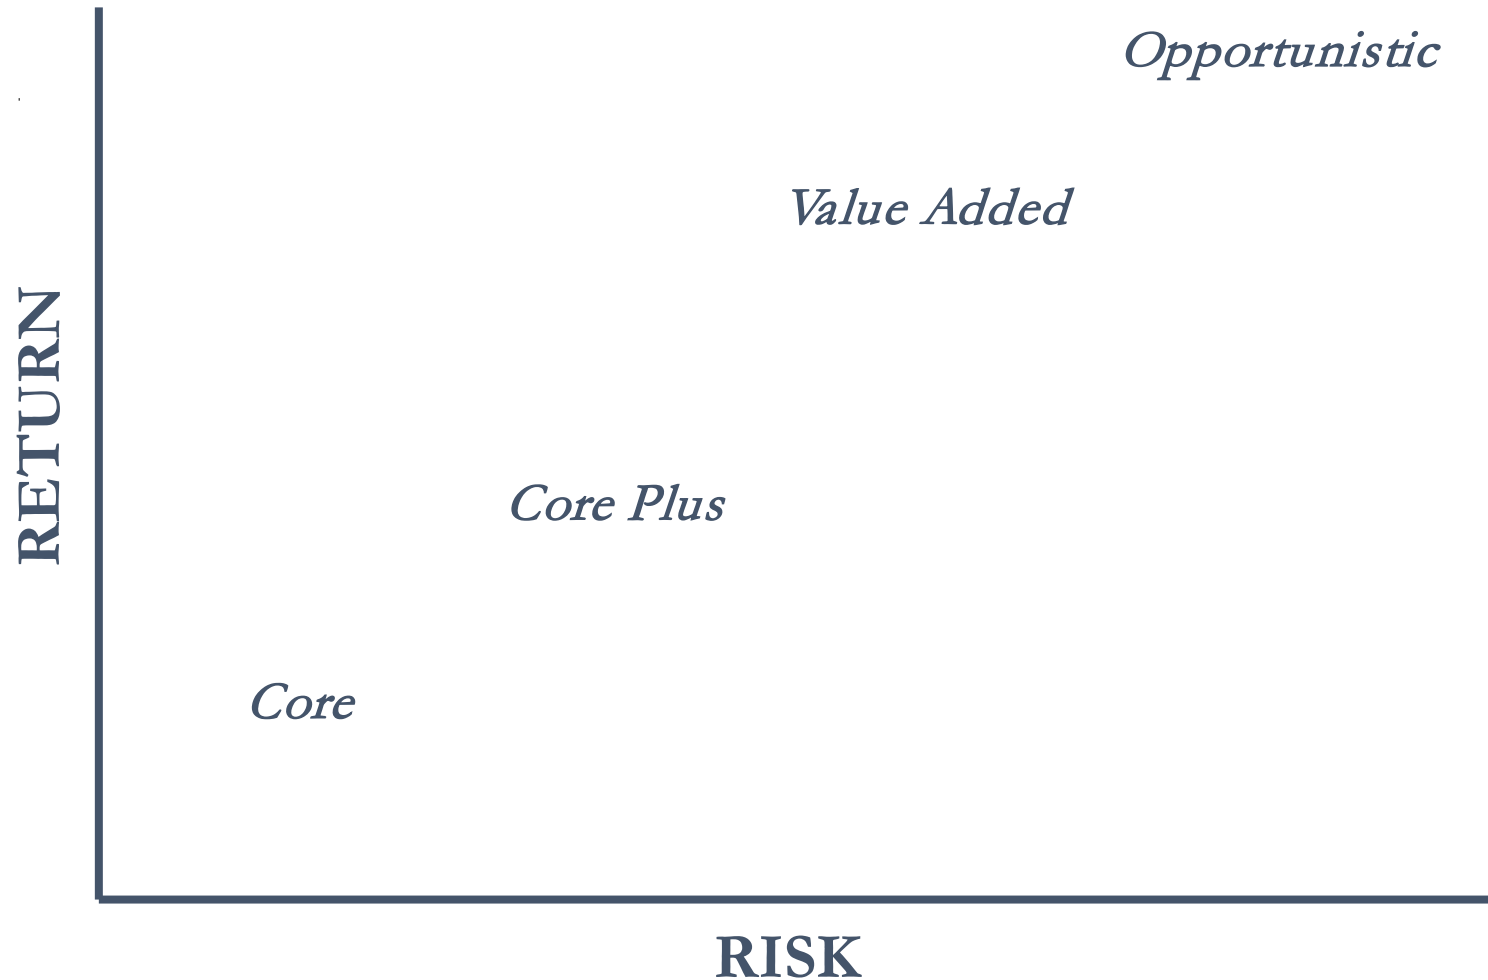 Opportunistic
Value Added
RETURN
Core Plus
Core
RISK